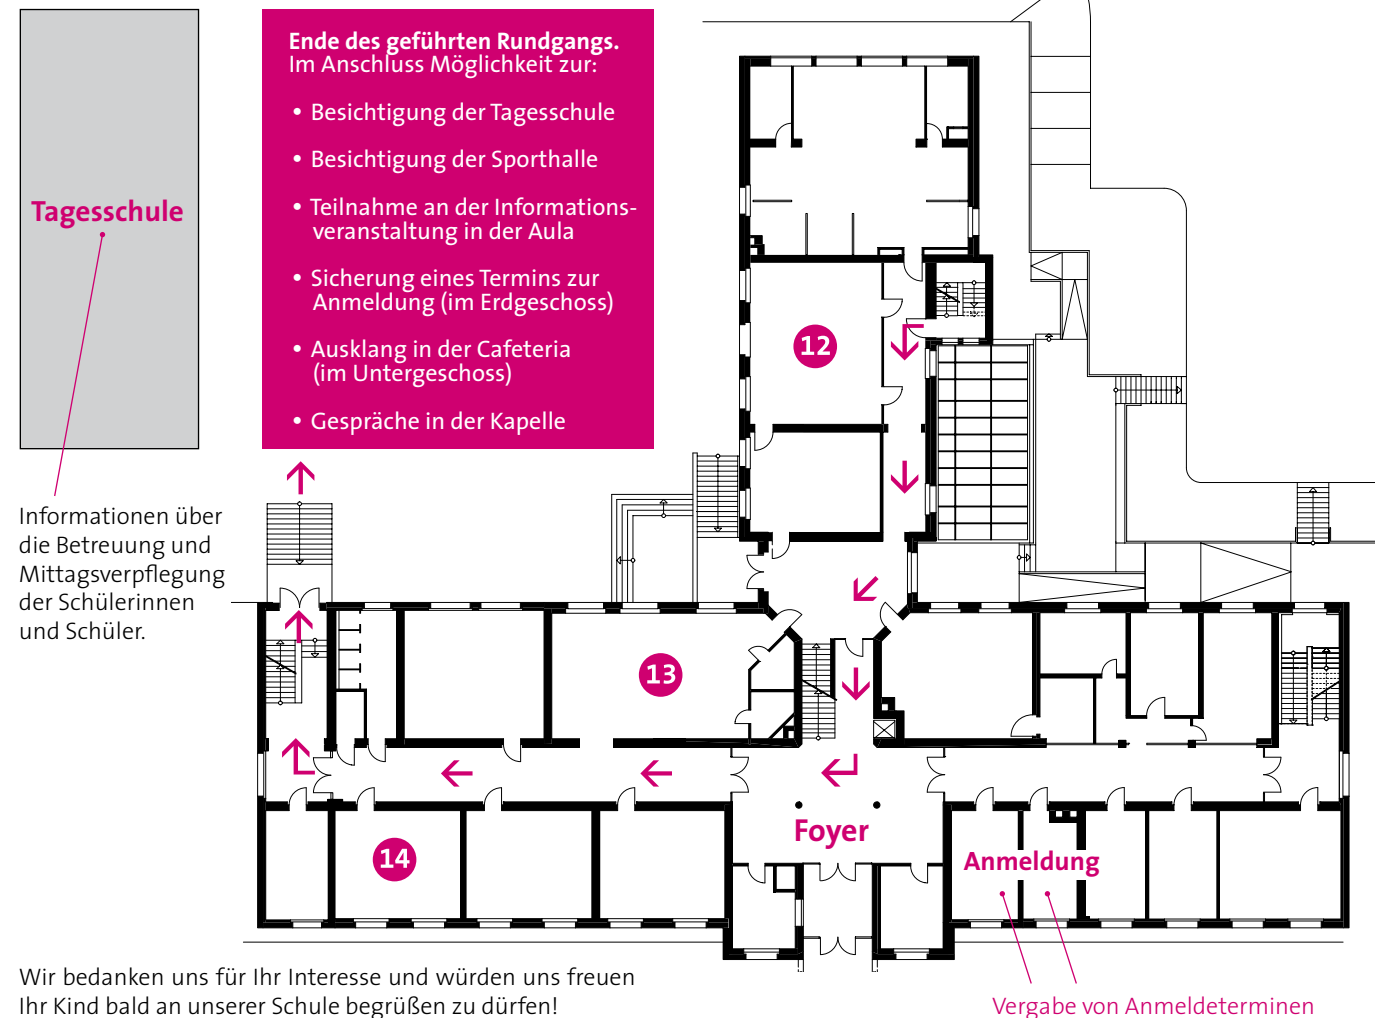 Ende des geführten Rundgangs.
Im Anschluss Möglichkeit zur:
• Besichtigung der Tagesschule
• Besichtigung der Sporthalle
• Teilnahme an der Informations-
veranstaltung in der Aula
• Sicherung eines Termins zur
Anmeldung (im Erdgeschoss)
• Ausklang in der Cafeteria
(im Untergeschoss)
• Gespräche in der Kapelle
Tagesschule
Informationen über
die Betreuung und
Mittagsverpflegung
der Schülerinnen
und Schüler.
12
13
14
Foyer
Anmeldung
Vergabe von Anmeldeterminen
Wir bedanken uns für Ihr Interesse und würden uns freuen
Ihr Kind bald an unserer Schule begrüßen zu dürfen!